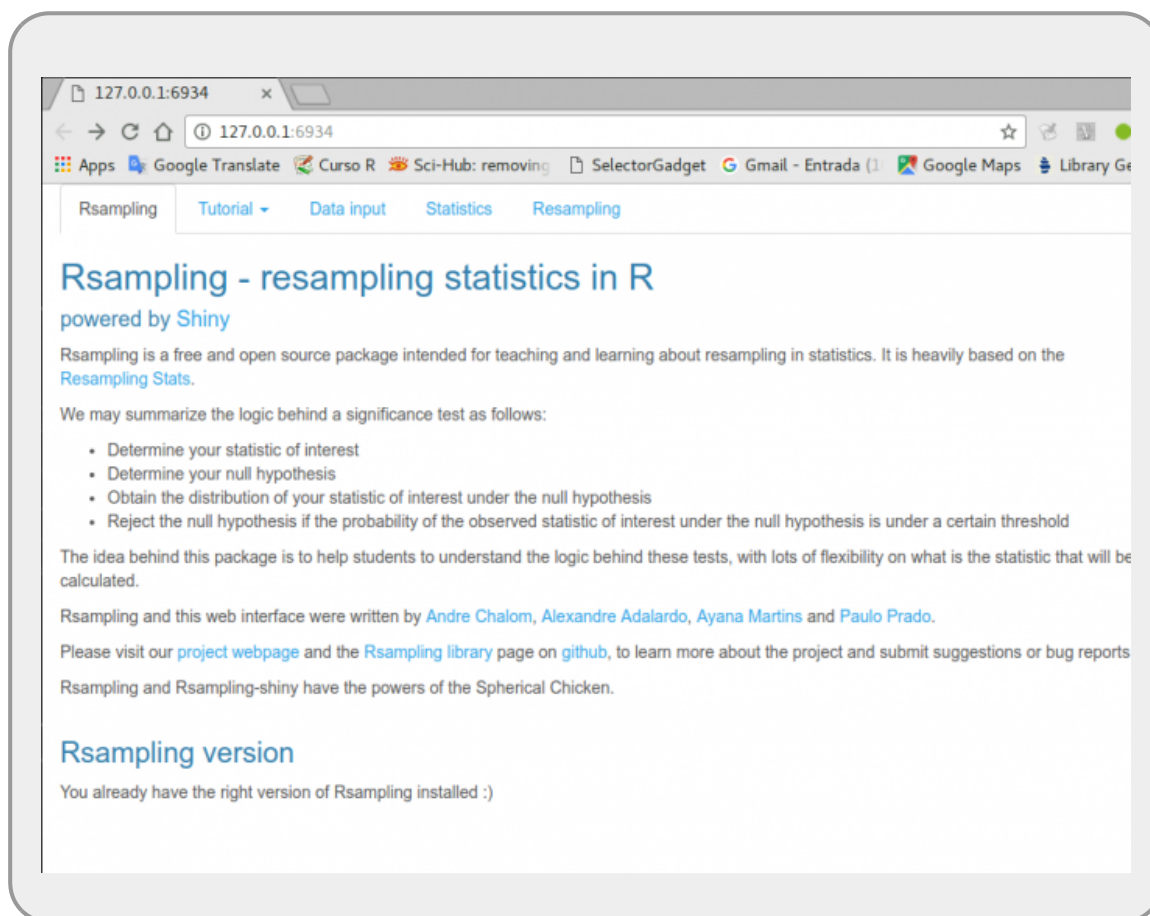 127.0.0.1:6934
127.0.0.1:6934
Apps Google Translate Curso R Sci-Hub: removing SelectorGadget Gmail - Entrada (1 Google Maps Library Ge
Rsampling Tutorial Data input Statistics Resampling
Rsampling - resampling statistics in R
powered by Shiny
Rsampling is a free and open source package intended for teaching and learning about resampling in statistics. It is heavily based on the
Resampling Stats.
We may summarize the logic behind a significance test as follows:
• Determine your statistic of interest
• Determine your null hypothesis
• Obtain the distribution of your statistic of interest under the null hypothesis
• Reject the null hypothesis if the probability of the observed statistic of interest under the null hypothesis is under a certain threshold
The idea behind this package is to help students to understand the logic behind these tests, with lots of flexibility on what is the statistic that will be
calculated.
Rsampling and this web interface were written by Andre Chalom, Alexandre Adalardo, Ayana Martins and Paulo Prado.
Please visit our project webpage and the Rsampling library page on github, to learn more about the project and submit suggestions or bug reports
Rsampling and Rsampling-shiny have the powers of the Spherical Chicken.
Rsampling version
You already have the right version of Rsampling installed :)